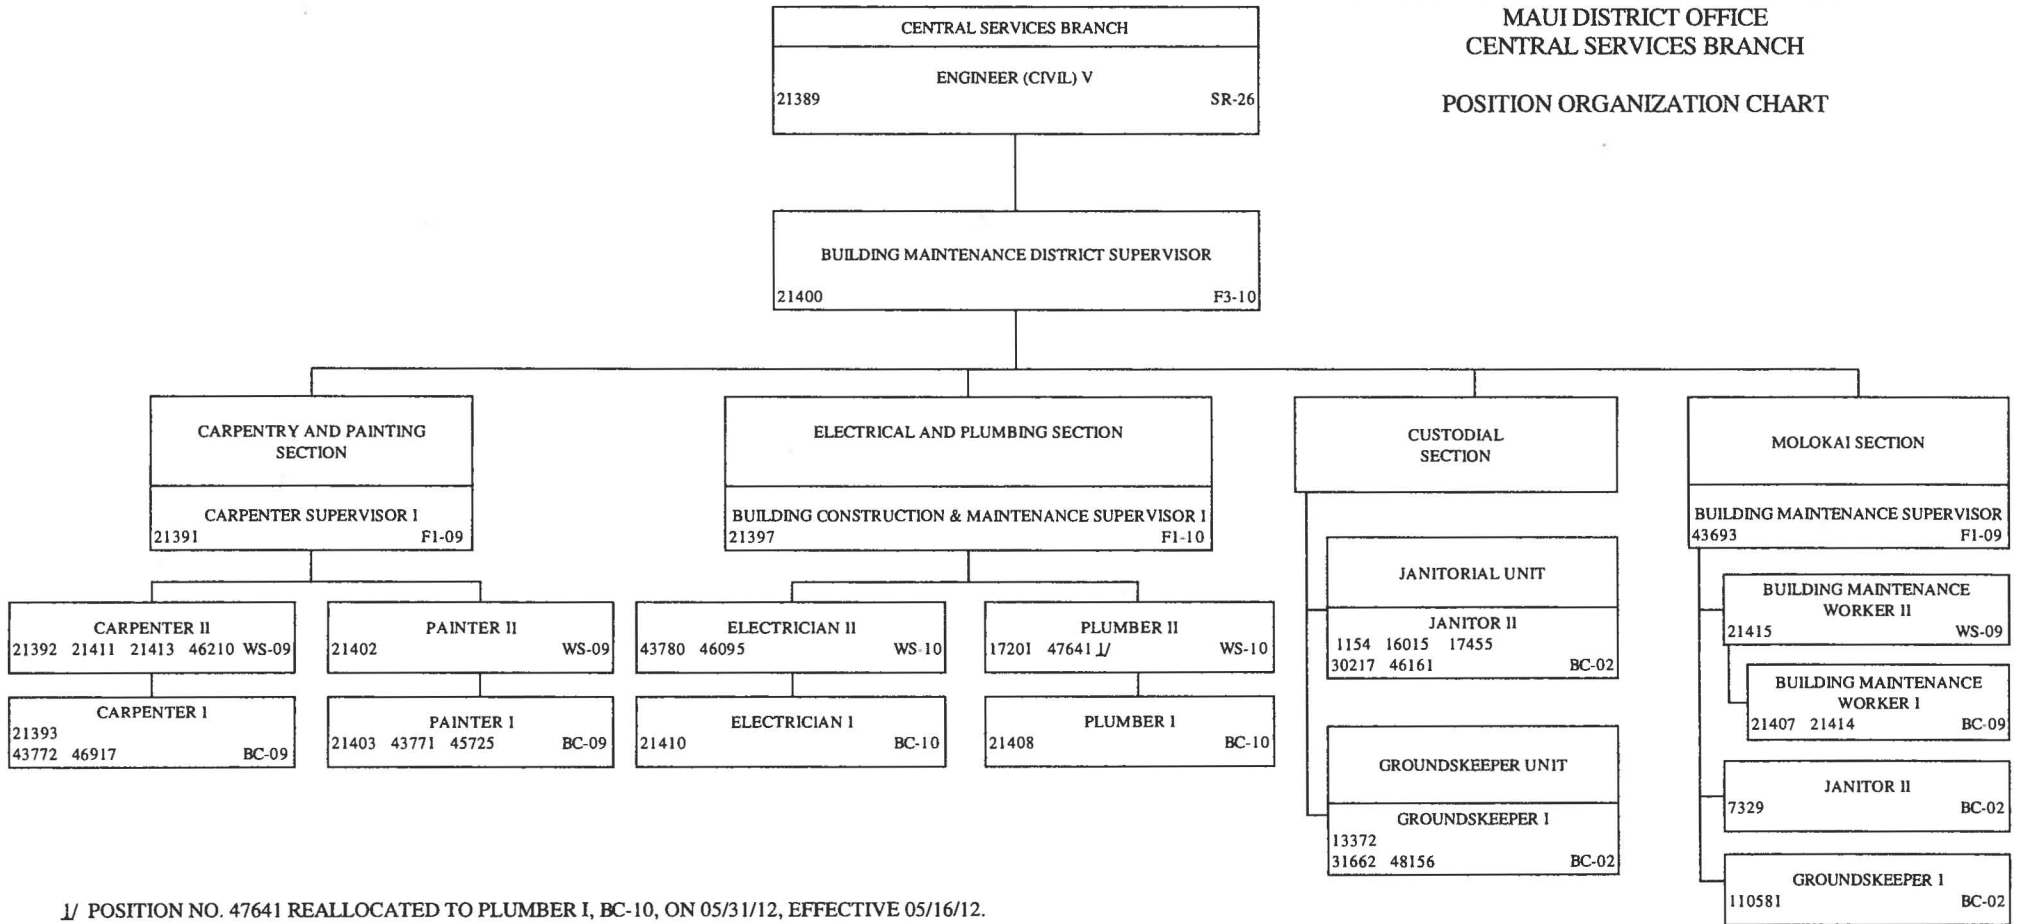 MAUI DISTRICT OFFICE
CENTRAL SERVICES BRANCH
POSITION ORGANIZATION CHART
CENTRAL SERVICES BRANCH
ENGINEER (CIVIL) V
21389 SR-26
BUILDING MAINTENANCE DISTRICT SUPERVISOR
21400 F3-10
CARPENTRY AND PAINTING
SECTION
CARPENTER SUPERVISOR I
21391 F1-09
CARPENTER II
21392 21411 21413 46210 WS-09
CARPENTER I
21393
43772 46917 BC-09
PAINTER II
21402 WS-09
PAINTER I
21403 43771 45725 BC-09
ELECTRICAL AND PLUMBING SECTION
BUILDING CONSTRUCTION & MAINTENANCE SUPERVISOR I
21397 F1-10
ELECTRICIAN II
43780 46095 WS-10
ELECTRICIAN I
21410 BC-10
PLUMBER II
17201 47641 1/ WS-10
PLUMBER I
21408 BC-10
CUSTODIAL
SECTION
JANITORIAL UNIT
JANITOR II
1154 16015 17455
30217 46161 BC-02
GROUNDSKEEPER UNIT
GROUNDSKEEPER I
13372
31662 48156 BC-02
MOLOKAI SECTION
BUILDING MAINTENANCE SUPERVISOR
43693 F1-09
BUILDING MAINTENANCE
WORKER II
21415 WS-09
BUILDING MAINTENANCE
WORKER I
21407 21414 BC-09
JANITOR II
7329 BC-02
GROUNDSKEEPER I
110581 BC-02
1/ POSITION NO. 47641 REALLOCATED TO PLUMBER I, BC-10, ON 05/31/12, EFFECTIVE 05/16/12.